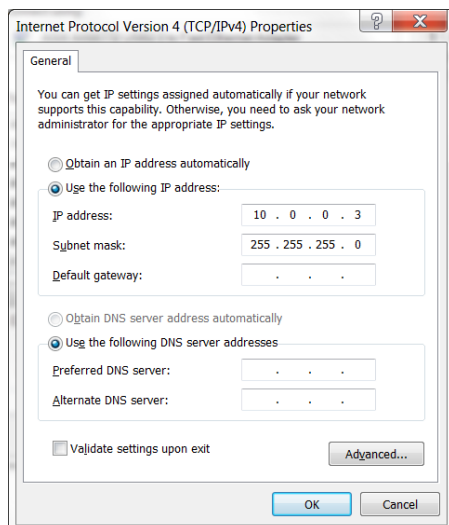 Internet Protocol Version 4 (TCP/IPv4) Properties
General
You can get IP settings assigned automatically if your network
supports this capability. Otherwise, you need to ask your network
administrator for the appropriate IP settings.
Obtain an IP address automatically
Use the following IP address:
IP address: 10 . 0 . 0 . 3
Subnet mask: 255 . 255 . 255 . 0
Default gateway: . . .
Obtain DNS server address automatically
Use the following DNS server addresses
Preferred DNS server: . . .
Alternate DNS server: . . .
Validate settings upon exit
Advanced...
OK Cancel